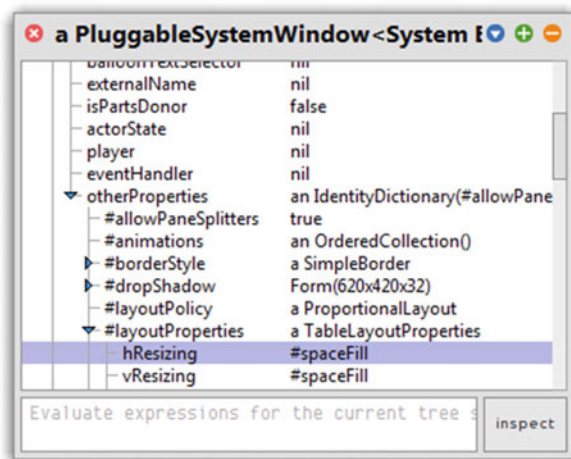 a PluggableSystemWindow<System E
balloonTextSelector nil
externalName nil
isPartsDonor false
actorState nil
player nil
eventHandler nil
otherProperties an IdentityDictionary(#allowPane
#allowPaneSplitters true
#animations an OrderedCollection()
#borderStyle a SimpleBorder
#dropShadow Form(620x420x32)
#layoutPolicy a ProportionalLayout
#layoutProperties a TableLayoutProperties
hResizing #spaceFill
vResizing #spaceFill
Evaluate expressions for the current tree s
inspect